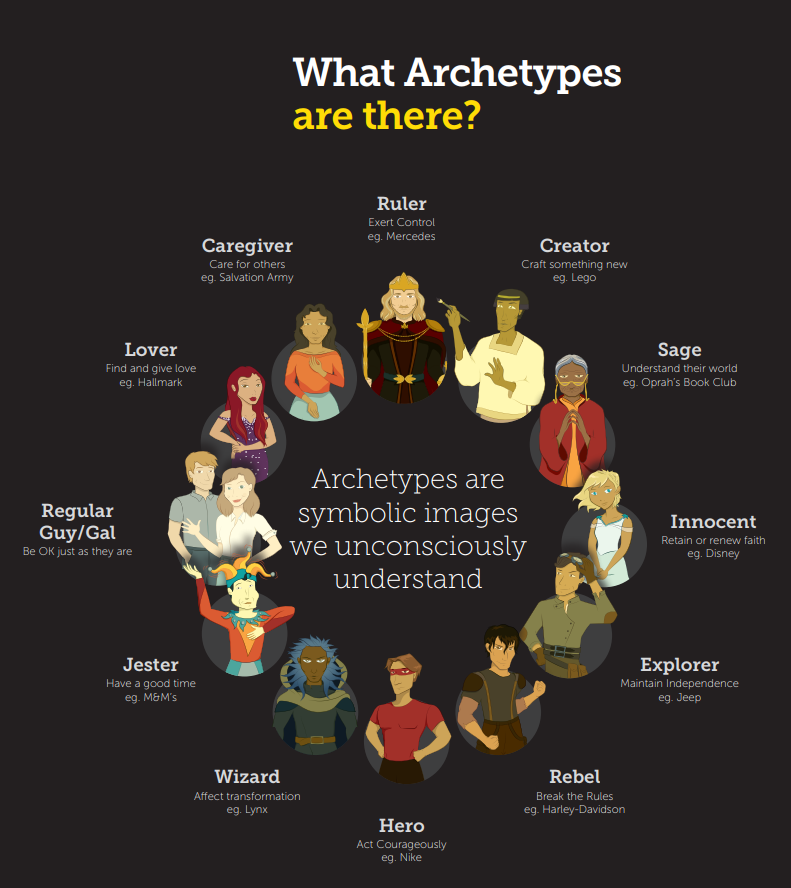 What Archetypes
are there?
Ruler
Exert Control
eg. Mercedes
Caregiver
Care for others
eg. Salvation Army
Creator
Craft something new
eg. Lego
Lover
Find and give love
eg. Hallmark
Sage
Understand their world
eg. Oprah's Book Club
Archetypes are
symbolic images
we unconsciously
understand
Regular
Guy/Gal
Be OK just as they are
Innocent
Retain or renew faith
eg. Disney
Jester
Have a good time
eg. M&M's
Explorer
Maintain Independence
eg. Jeep
Wizard
Affect transformation
eg. Lynx
Rebel
Break the Rules
eg. Harley-Davidson
Hero
Act Courageously
eg. Nike